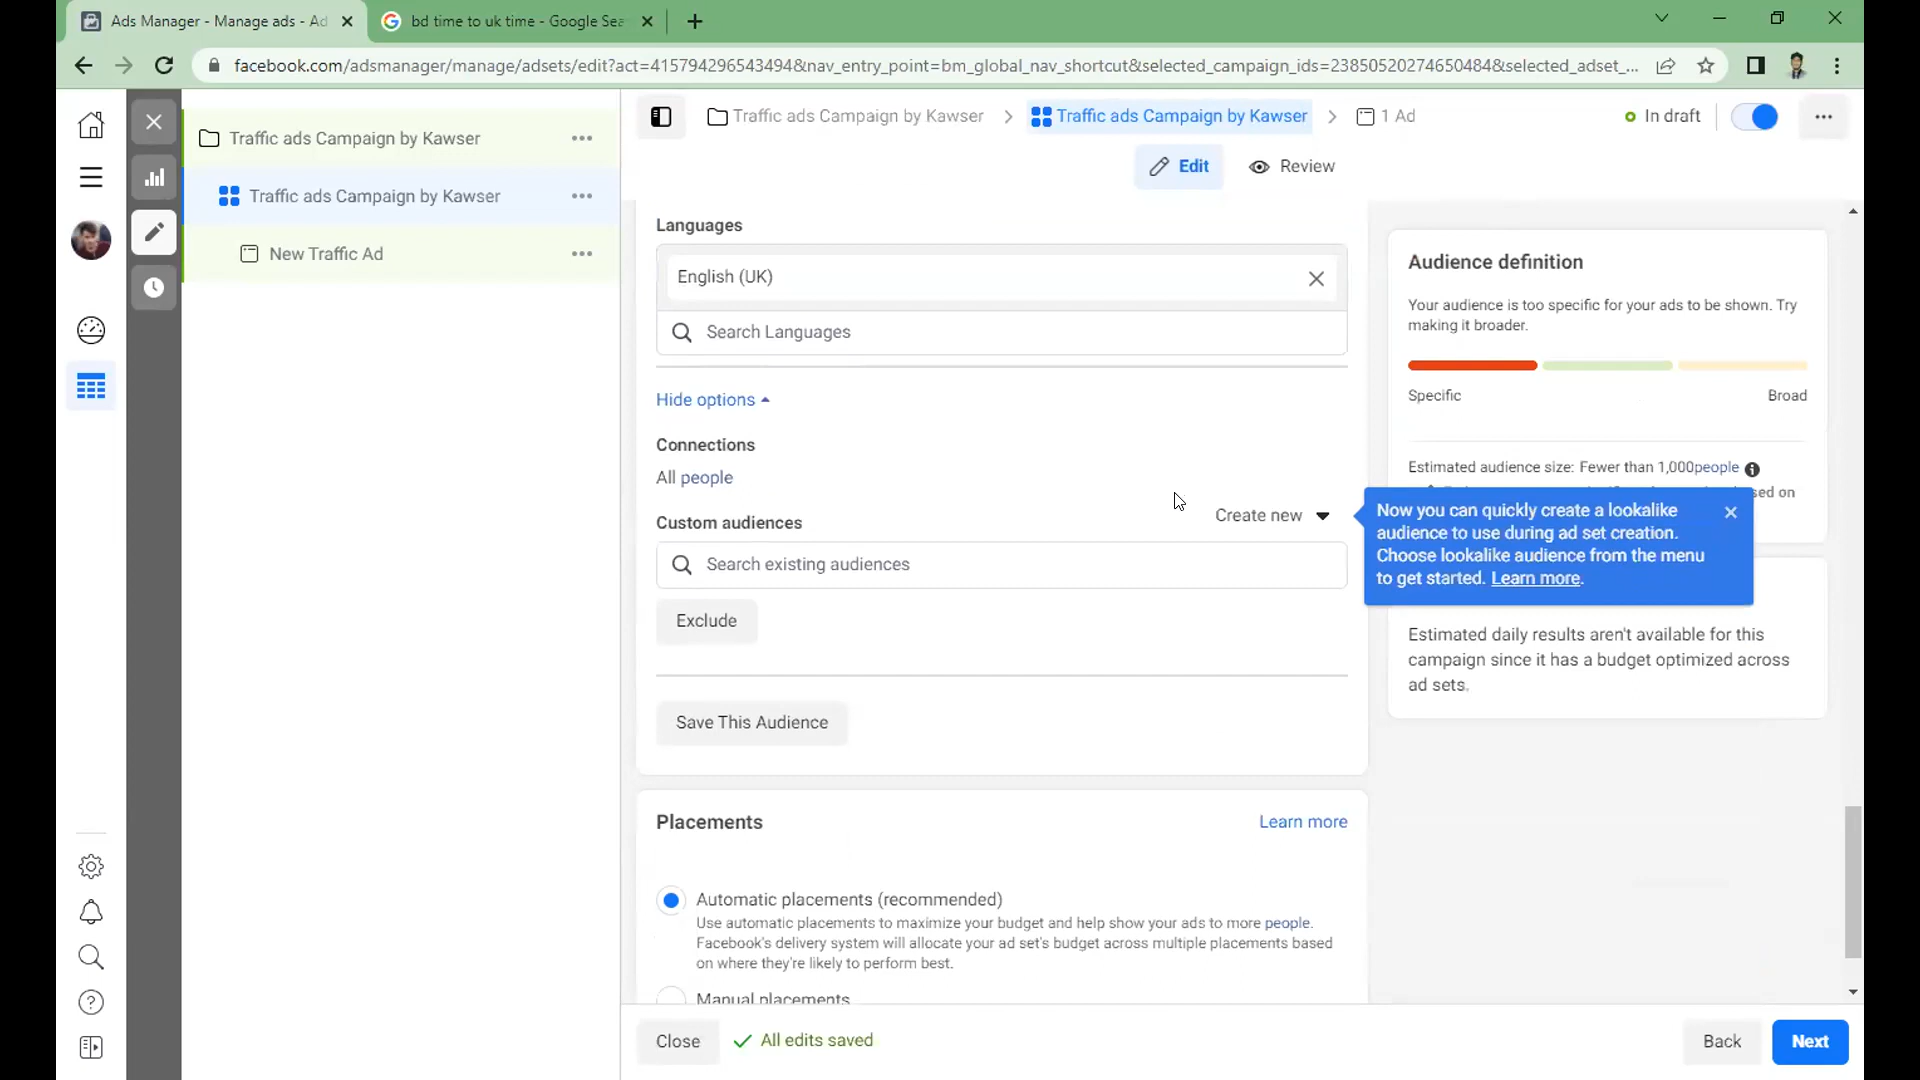 Ads Manager - Manage ads - Ad
bd time to uk time - Google Sea
facebook.com/adsmanager/manage/adsets/edit?act=415794296543494&nav_entry_point=bm_global_nav_shortcut&selected_campaign_ids=23850520274650484&selected_adset_...
Traffic ads Campaign by Kawser
Traffic ads Campaign by Kawser
New Traffic Ad
Traffic ads Campaign by Kawser
Traffic ads Campaign by Kawser
1 Ad
In draft
Edit
Review
Languages
English (UK)
Search Languages
Hide options
Connections
All people
Custom audiences
Create new
Search existing audiences
Exclude
Save This Audience
Placements
Learn more
Automatic placements (recommended)
Use automatic placements to maximize your budget and help show your ads to more people.
Facebook's delivery system will allocate your ad set's budget across multiple placements based
on where they're likely to perform best.
Manual placements
Audience definition
Your audience is too specific for your ads to be shown. Try
making it broader.
Specific
Broad
Estimated audience size: Fewer than 1,000people
Now you can quickly create a lookalike
audience to use during ad set creation.
Choose lookalike audience from the menu
to get started. Learn more.
Estimated daily results aren't available for this
campaign since it has a budget optimized across
ad sets.
Close
All edits saved
Back
Next